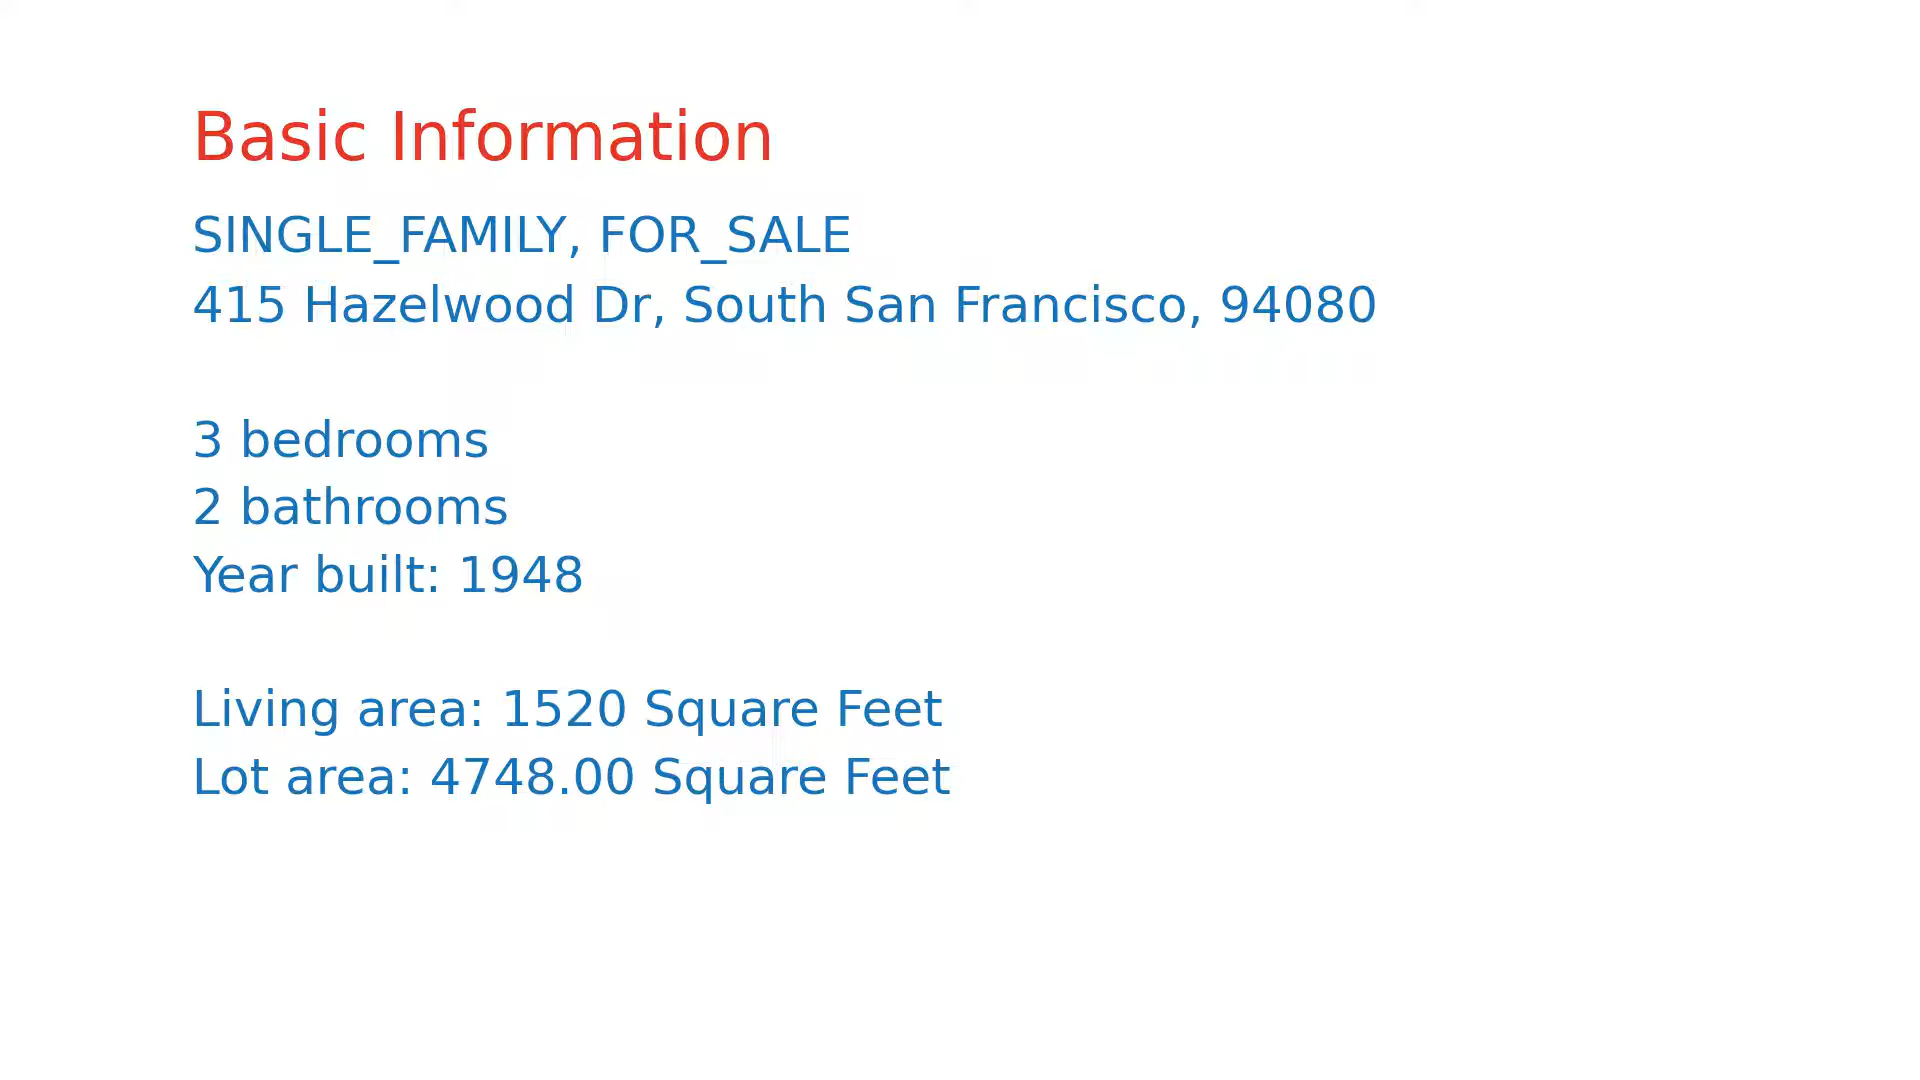 Basic Information
SINGLE_FAMILY, FOR_SALE
415 Hazelwood Dr, South San Francisco, 94080
3 bedrooms
2 bathrooms
Year built: 1948
Living area: 1520 Square Feet
Lot area: 4748.00 Square Feet